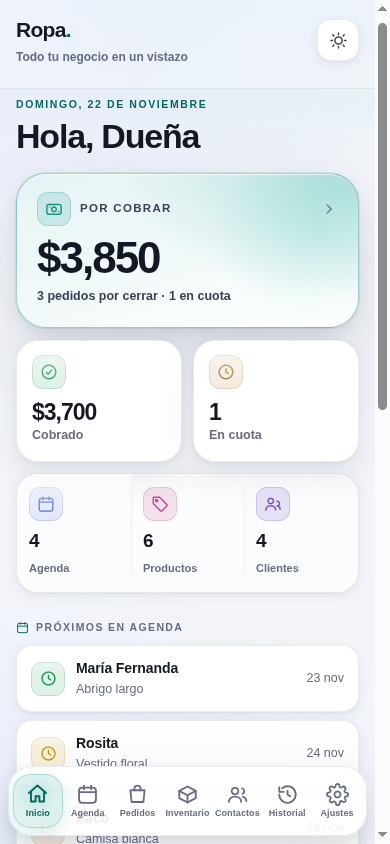 Ropa.
Todo tu negocio en un vistazo
DOMINGO, 22 DE NOVIEMBRE
Hola, Dueña
POR COBRAR
$3,850
3 pedidos por cerrar · 1 en cuota
$3,700
Cobrado
1
En cuota
4
Agenda
6
Productos
4
Clientes
PRÓXIMOS EN AGENDA
María Fernanda
Abrigo largo
23 nov
Rosita
Vestido floral
24 nov
26 nov
Camisa blanca
Inicio
Agenda
Pedidos
Inventario
Contactos
Historial
Ajustes